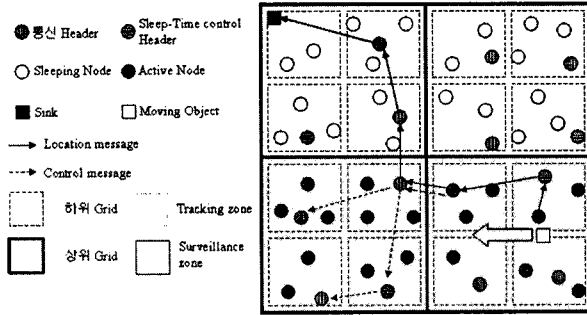 통신 Header
Sleep-Time control
Header
Sleeping Node
Active Node
Sink
Moving Object
Location message
Control message
하위 Grid
Tracking zone
상위 Grid
Surveillance
zone